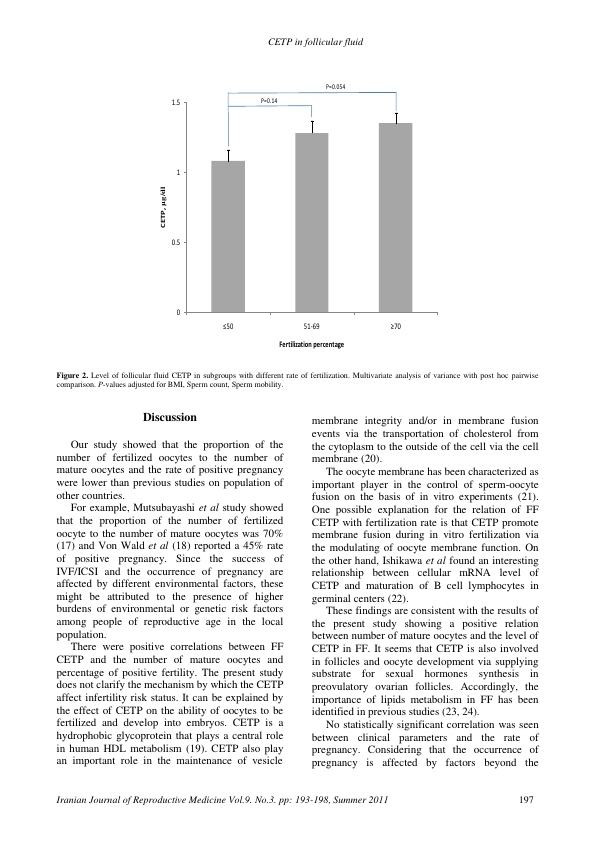 CETP in follicular fluid
P=0.054
P=0.14
1.5
1
0.5
0
CETP, µg/dl
≤50
51-69
≥70
Fertilization percentage
Figure 2. Level of follicular fluid CETP in subgroups with different rate of fertilization. Multivariate analysis of variance with post hoc pairwise
comparison. P-values adjusted for BMI, Sperm count, Sperm mobility.
Discussion
Our study showed that the proportion of the
number of fertilized oocytes to the number of
mature oocytes and the rate of positive pregnancy
were lower than previous studies on population of
other countries.
For example, Mutsubayashi et al study showed
that the proportion of the number of fertilized
oocyte to the number of mature oocytes was 70%
(17) and Von Wald et al (18) reported a 45% rate
of positive pregnancy. Since the success of
IVF/ICSI and the occurrence of pregnancy are
affected by different environmental factors, these
might be attributed to the presence of higher
burdens of environmental or genetic risk factors
among people of reproductive age in the local
population.
There were positive correlations between FF
CETP and the number of mature oocytes and
percentage of positive fertility. The present study
does not clarify the mechanism by which the CETP
affect infertility risk status. It can be explained by
the effect of CETP on the ability of oocytes to be
fertilized and develop into embryos. CETP is a
hydrophobic glycoprotein that plays a central role
in human HDL metabolism (19). CETP also play
an important role in the maintenance of vesicle
membrane integrity and/or in membrane fusion
events via the transportation of cholesterol from
the cytoplasm to the outside of the cell via the cell
membrane (20).
The oocyte membrane has been characterized as
important player in the control of sperm-oocyte
fusion on the basis of in vitro experiments (21).
One possible explanation for the relation of FF
CETP with fertilization rate is that CETP promote
membrane fusion during in vitro fertilization via
the modulating of oocyte membrane function. On
the other hand, Ishikawa et al found an interesting
relationship between cellular mRNA level of
CETP and maturation of B cell lymphocytes in
germinal centers (22).
These findings are consistent with the results of
the present study showing a positive relation
between number of mature oocytes and the level of
CETP in FF. It seems that CETP is also involved
in follicles and oocyte development via supplying
substrate for sexual hormones synthesis in
preovulatory ovarian follicles. Accordingly, the
importance of lipids metabolism in FF has been
identified in previous studies (23, 24).
No statistically significant correlation was seen
between clinical parameters and the rate of
pregnancy. Considering that the occurrence of
pregnancy is affected by factors beyond the
Iranian Journal of Reproductive Medicine Vol.9. No.3. pp: 193-198, Summer 2011
197